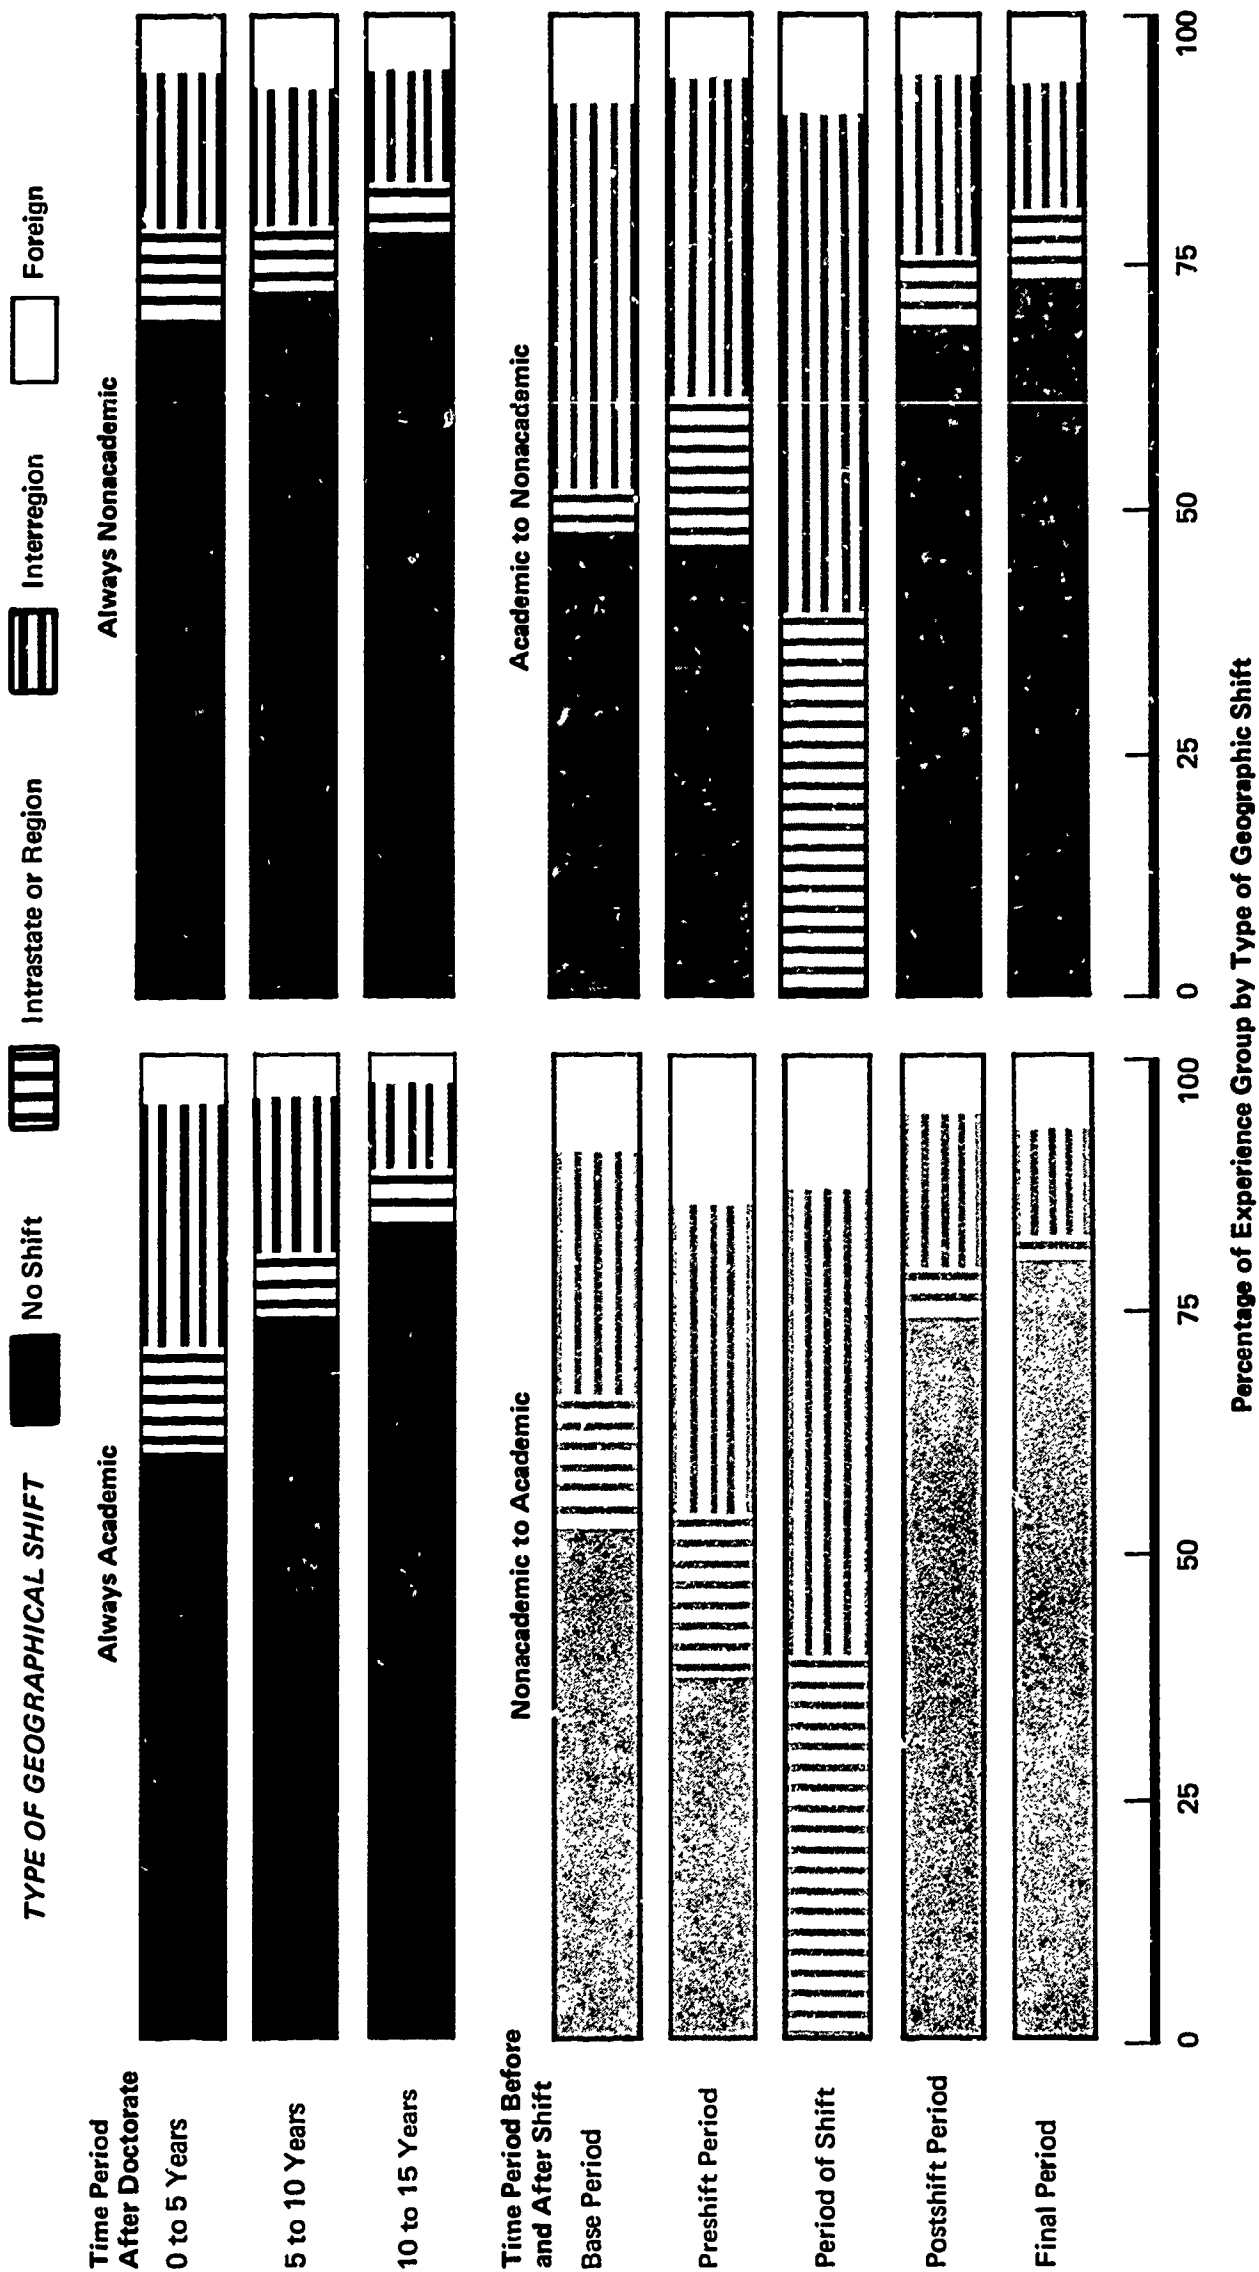 TYPE OF GEOGRAPHICAL SHIFT
No Shift
Intrastate or Region
Interregion
Foreign
Time Period
After Doctorate
Always Academic
Always Nonacademic
0 to 5 Years
5 to 10 Years
10 to 15 Years
Time Period Before
and After Shift
Nonacademic to Academic
Academic to Nonacademic
Base Period
Preshift Period
Period of Shift
Postshift Period
Final Period
0 25 50 75 100
0 25 50 75 100
Percentage of Experience Group by Type of Geographic Shift